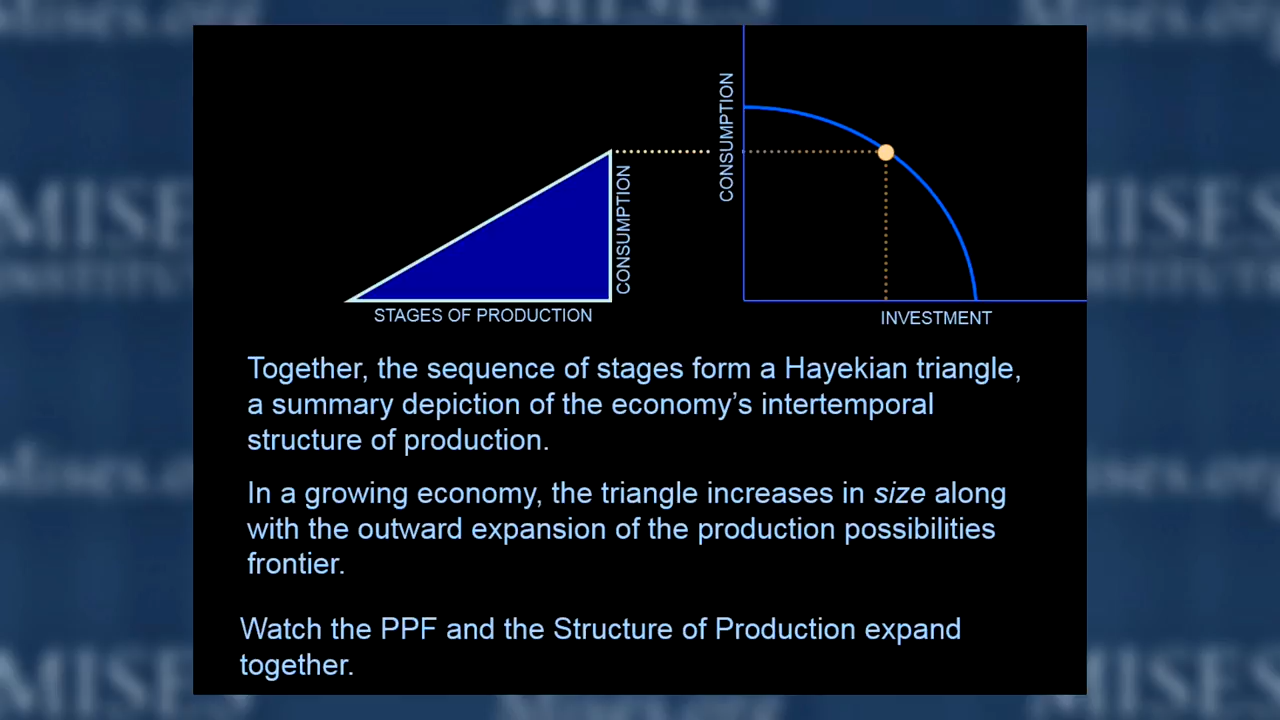 CONSUMPTION
CONSUMPTION
STAGES OF PRODUCTION
INVESTMENT
Together, the sequence of stages form a Hayekian triangle,
a summary depiction of the economy's intertemporal
structure of production.
In a growing economy, the triangle increases in size along
with the outward expansion of the production possibilities
frontier.
Watch the PPF and the Structure of Production expand
together.